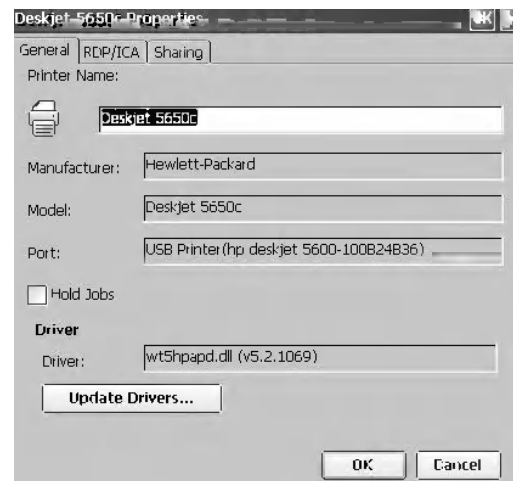 Deskjet 5650c Properties OK
General RDP/ICA Sharing
Printer Name:
Deskjet 5650c
Manufacturer: Hewlett-Packard
Model: Deskjet 5650c
Port: USB Printer(hp deskjet 5600-100B24B36)
Hold Jobs
Driver
Driver: wt5hpapd.dll (v5.2.1069)
Update Drivers...
OK Cancel